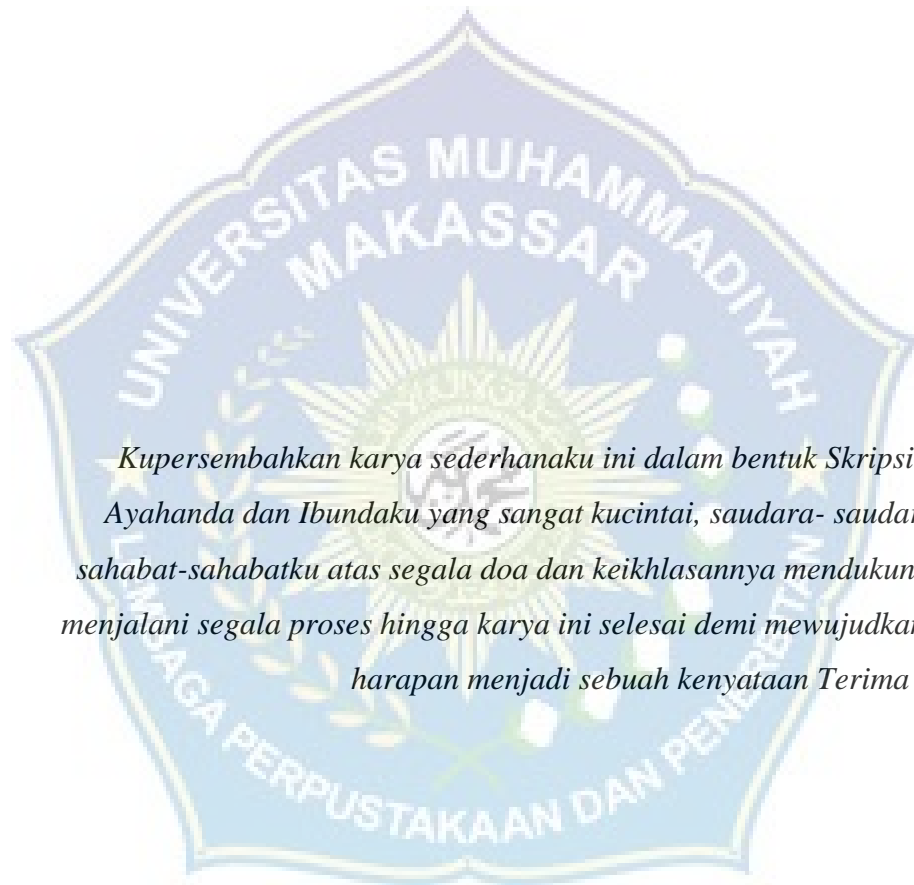 UNIVERSITAS MUHAMMADIYAH
MAKASSAR
Kupersembahkan karya sederhanaku ini dalam bentuk Skripsi
Ayahanda dan Ibundaku yang sangat kucintai, saudara- saudar
sahabat-sahabatku atas segala doa dan keikhlasannya mendukun
menjalani segala proses hingga karya ini selesai demi mewujudkan
harapan menjadi sebuah kenyataan Terima
LEMBAGA PERPUSTAKAAN DAN PENERBITAN